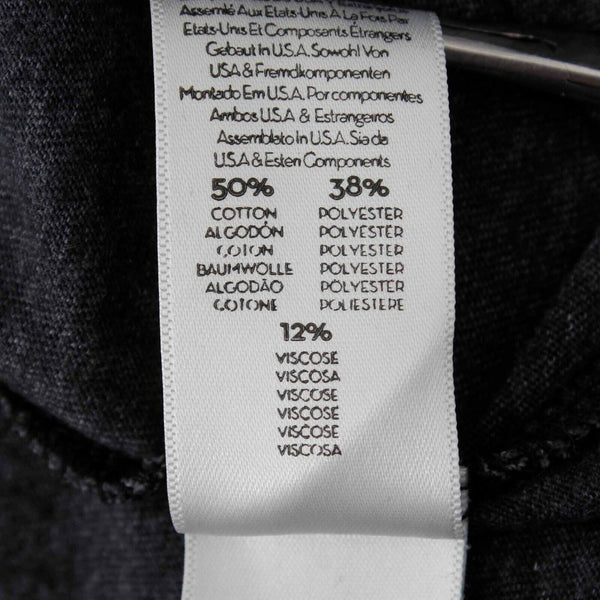 Assemlé Aux Etats-Unis À La Fois Par
Etats-Unis Et Composants Étrangers
Gebaut In U.S.A. Sowohl Von
USA & Fremdkomponenten
Montado Em U.S.A. Por componentes
Ambos U.S.A & Estrangeiros
Assemblato In U.S.A. Sia da
U.S.A & Esteri Components
50% 38%
COTTON POLYESTER
ALGODÓN POLYESTER
COTON POLYESTER
BAUMWOLLE POLYESTER
ALGODÃO POLYESTER
COTONE POLIESTERE
12%
VISCOSE
VISCOSA
VISCOSE
VISCOSE
VISCOSE
VISCOSA